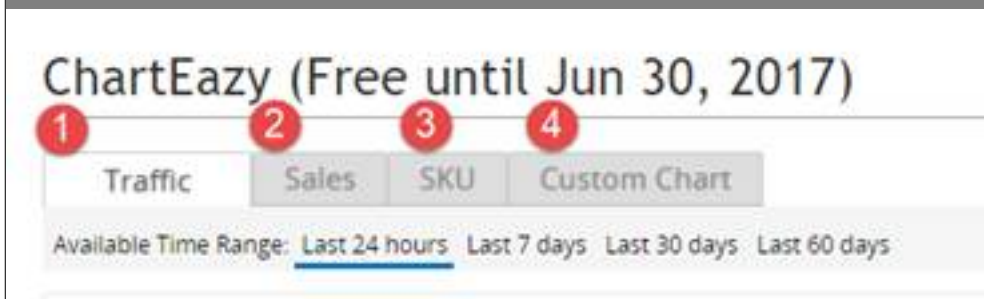 ChartEazy (Free until Jun 30, 2017)
1 2 3 4
Traffic Sales SKU Custom Chart
Available Time Range: Last 24 hours Last 7 days Last 30 days Last 60 days